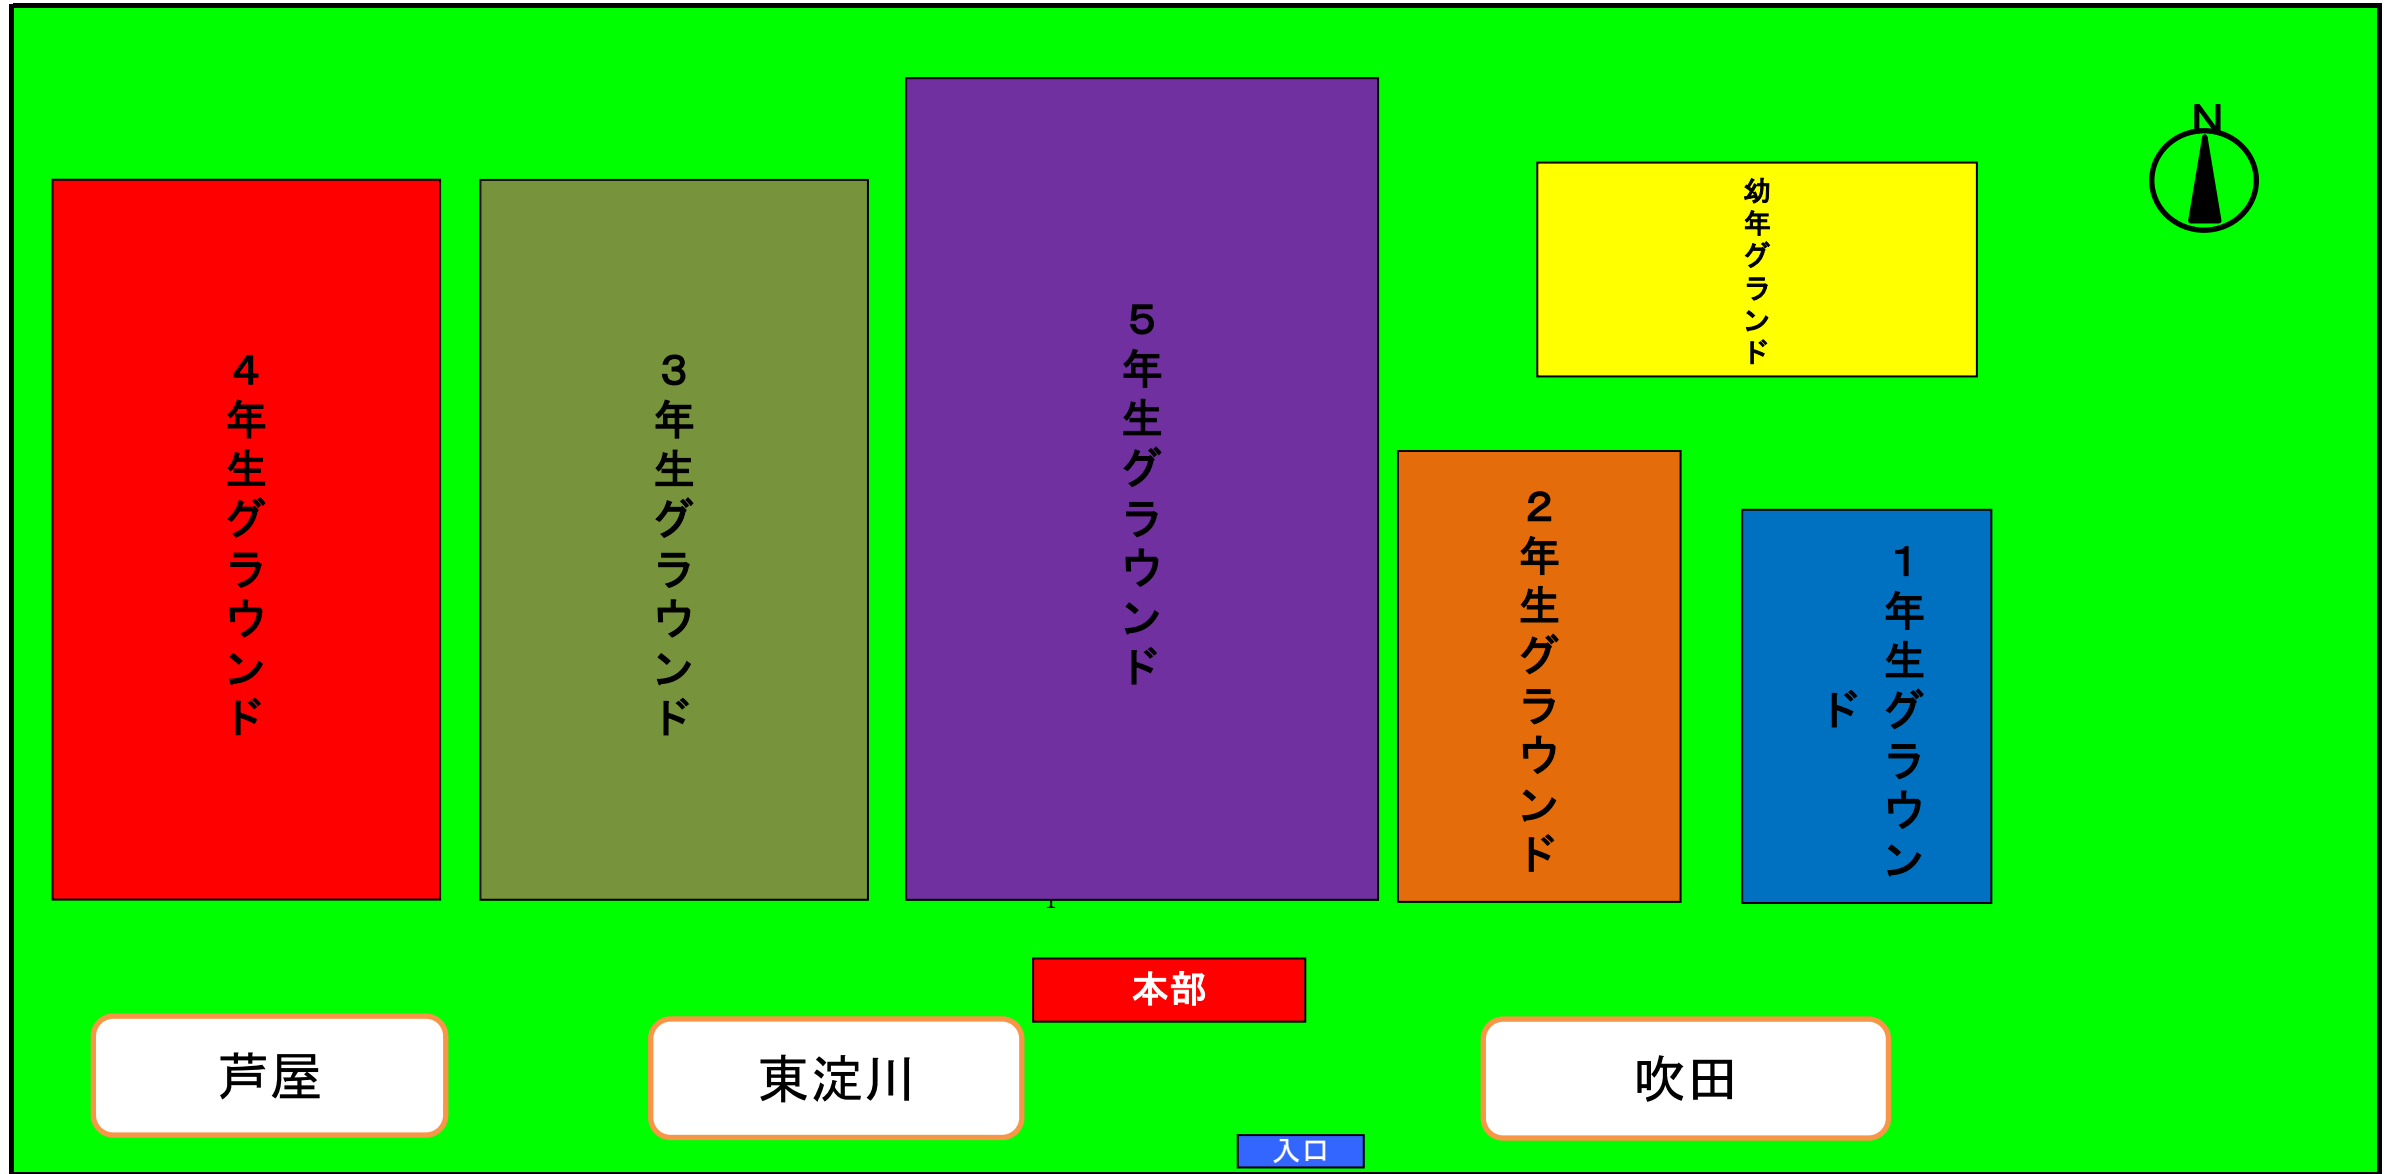 N
4年生グラウンド
3年生グラウンド
5年生グラウンド
幼年グランド
2年生グラウンド
1年生グラウン
ド
本部
芦屋
東淀川
吹田
入口